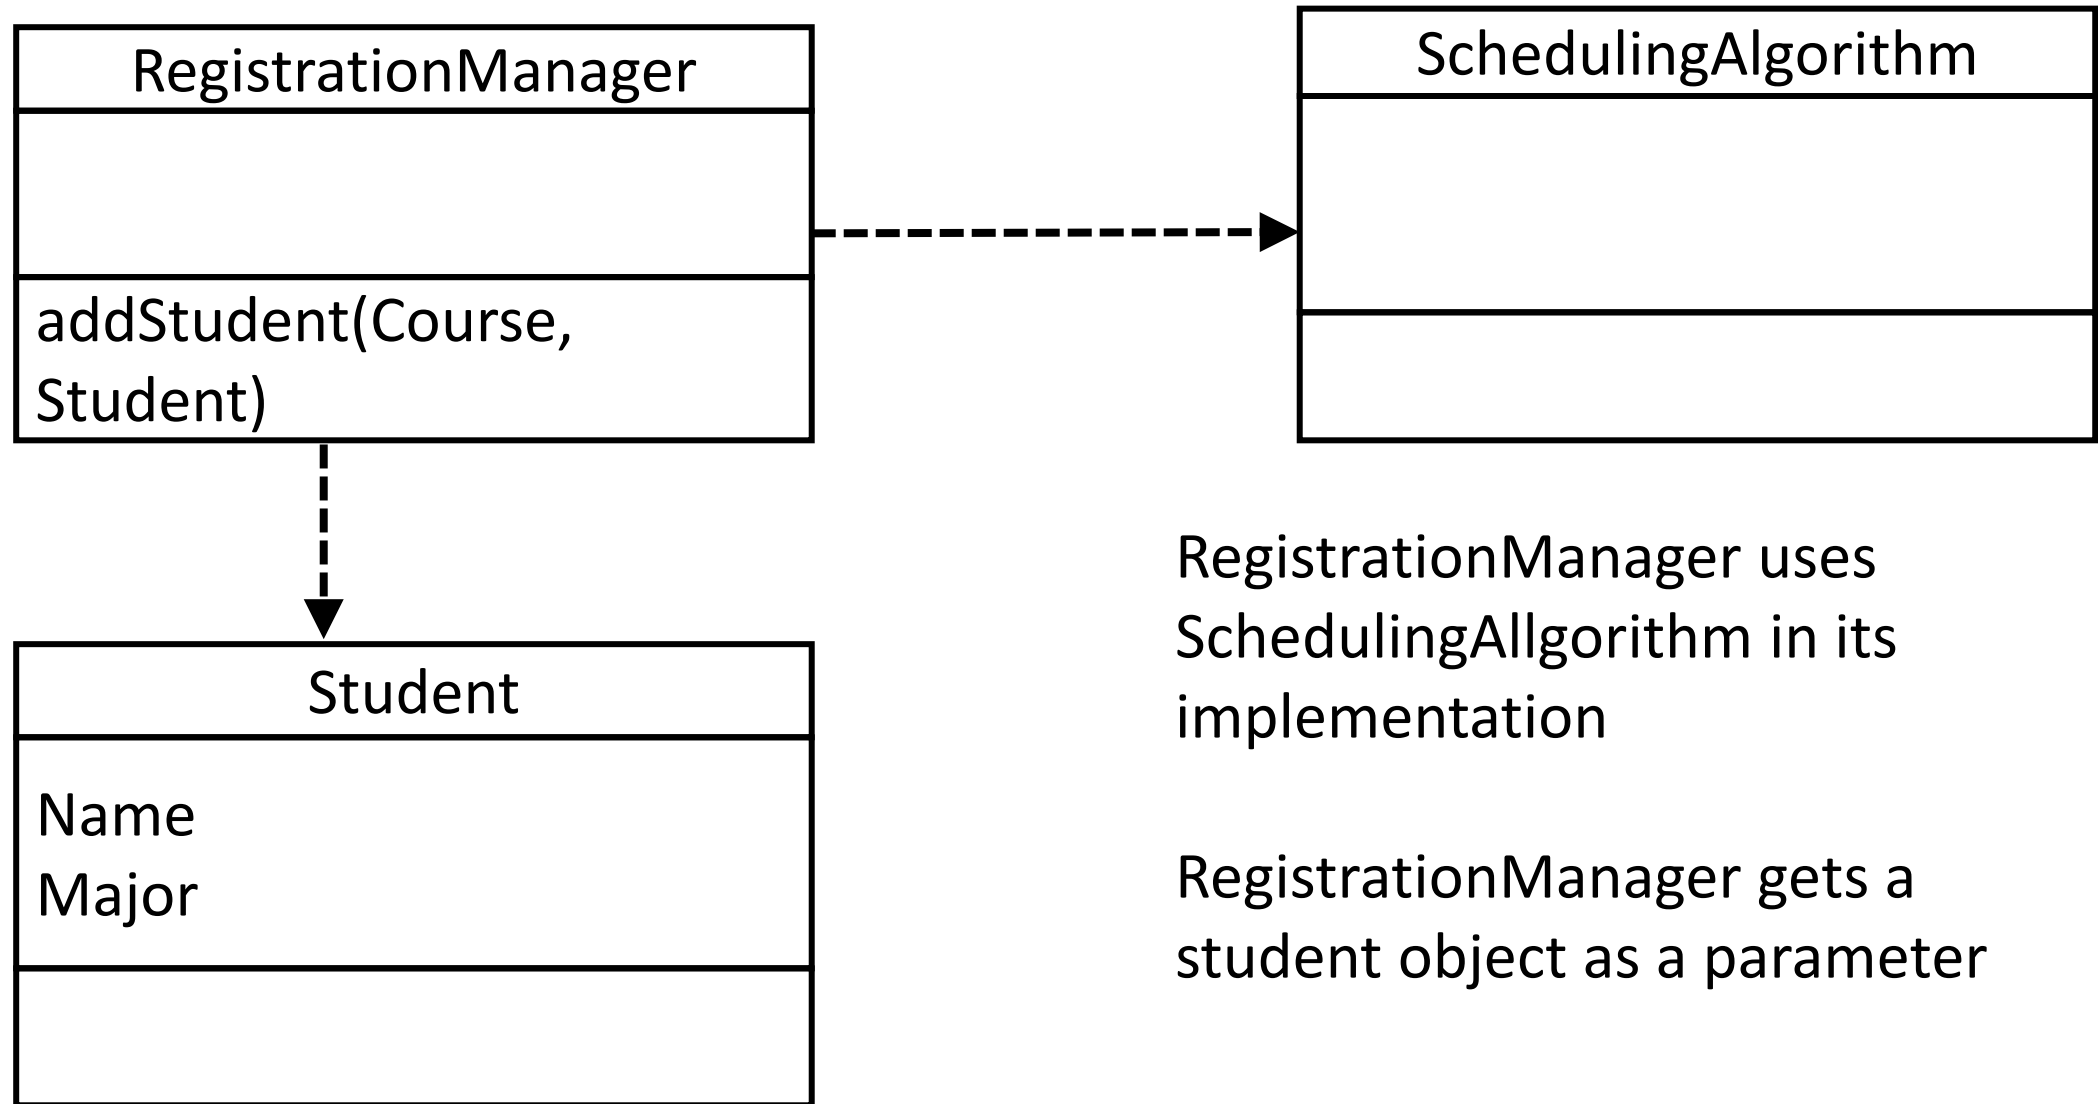 RegistrationManager
addStudent(Course,
Student)
SchedulingAlgorithm
Student
Name
Major
RegistrationManager uses
SchedulingAllgorithm in its
implementation
RegistrationManager gets a
student object as a parameter